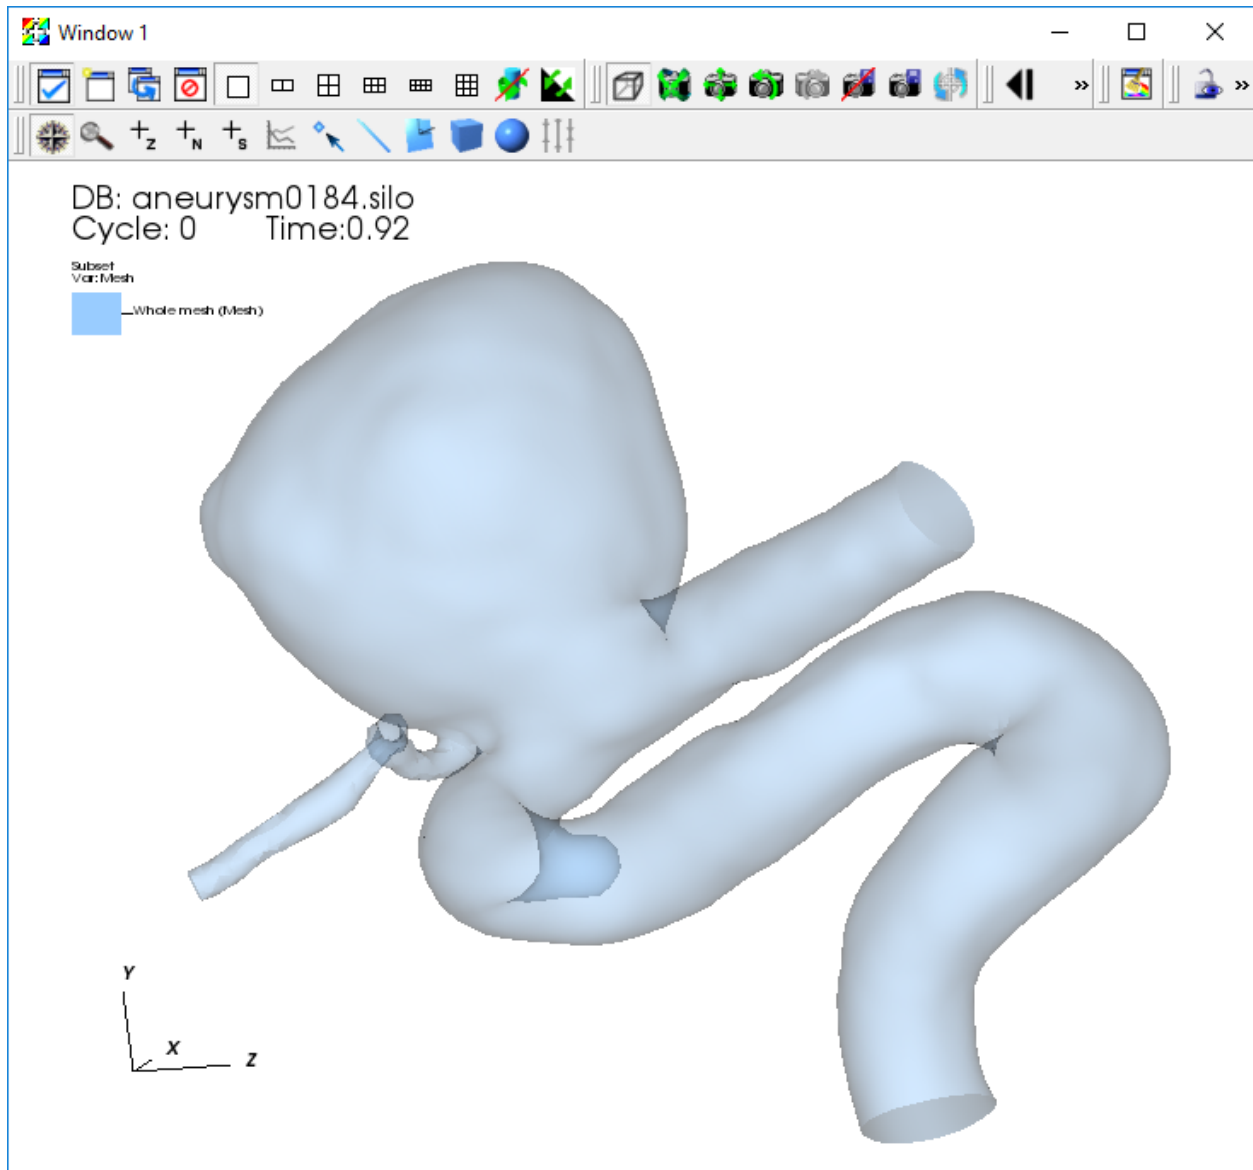 Window 1
+Z +N +S
DB: aneurysm0184.silo
Cycle: 0 Time:0.92
Subset
Var: Mesh
Whole mesh (Mesh)
Y
X
Z